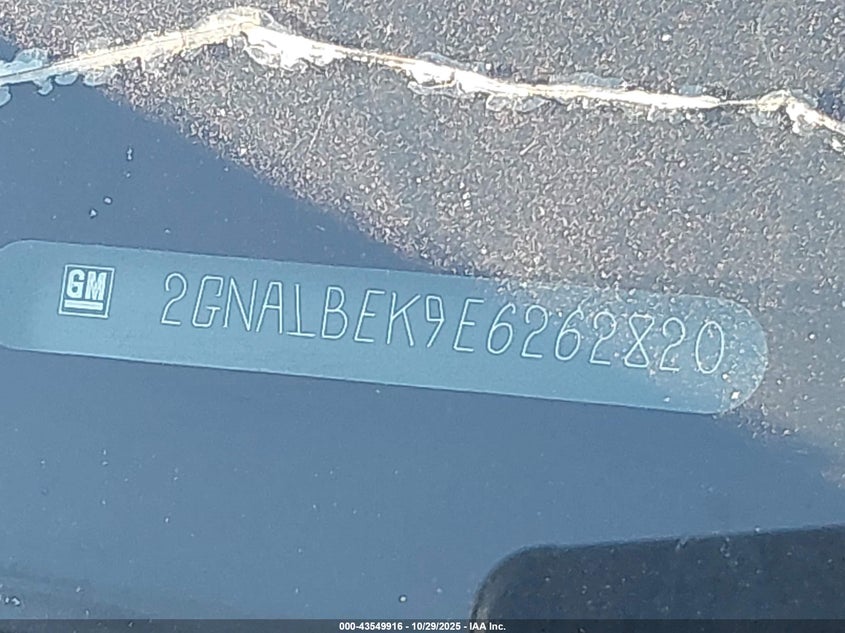 GM 2GNALBEK9E6262820
000-43549916 - 10/29/2025 - IAA Inc.